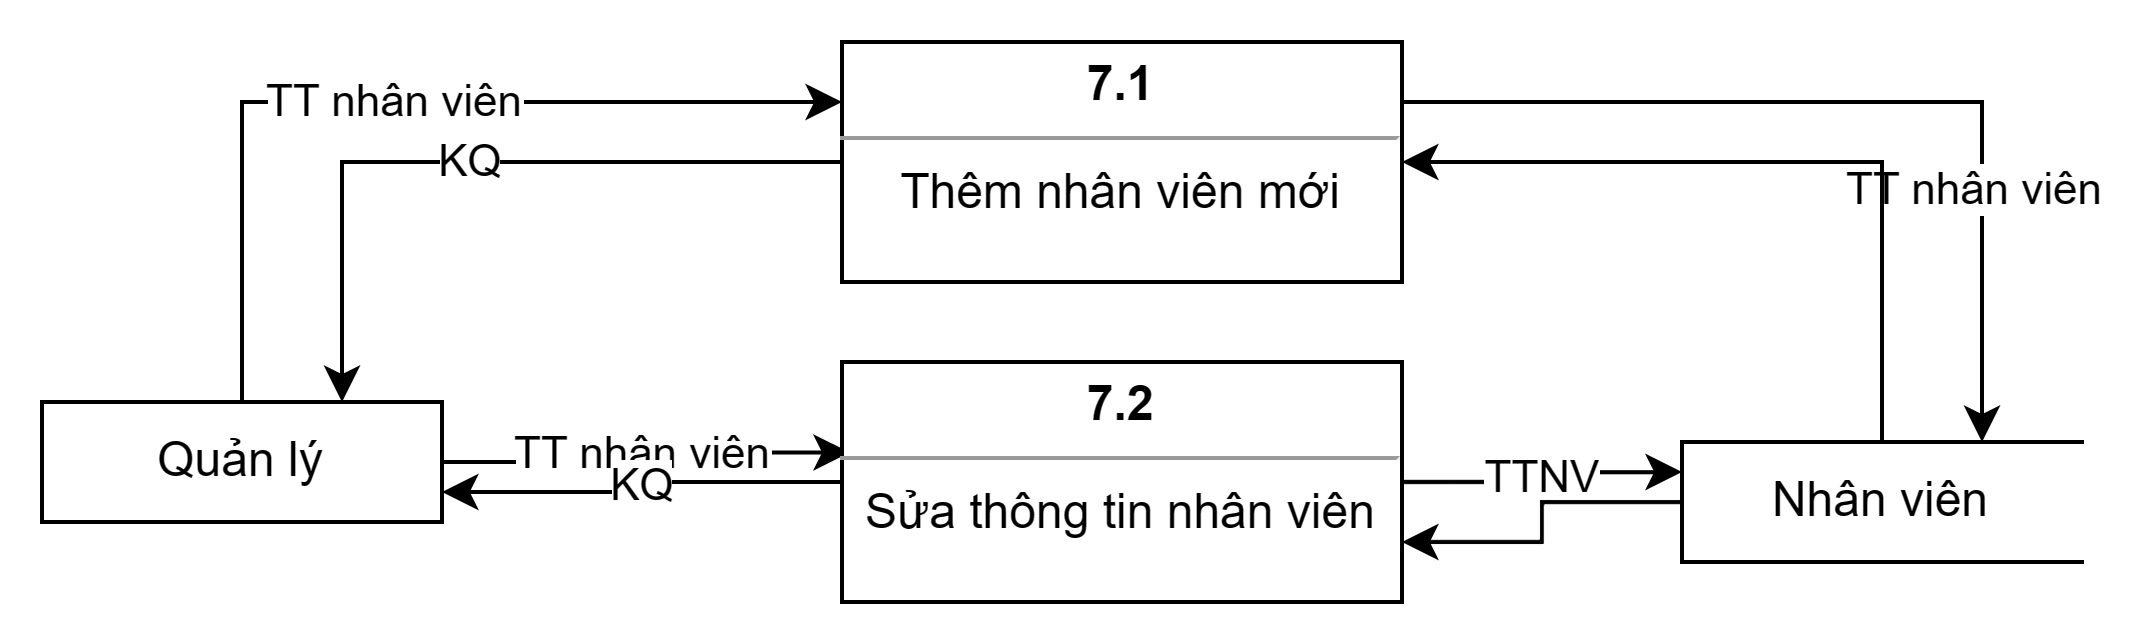 7.1
TT nhân viên
KQ
Thêm nhân viên mới
TT nhân viên
7.2
Quản lý
TT nhân viên
KQ
Sửa thông tin nhân viên
TTNV
Nhân viên